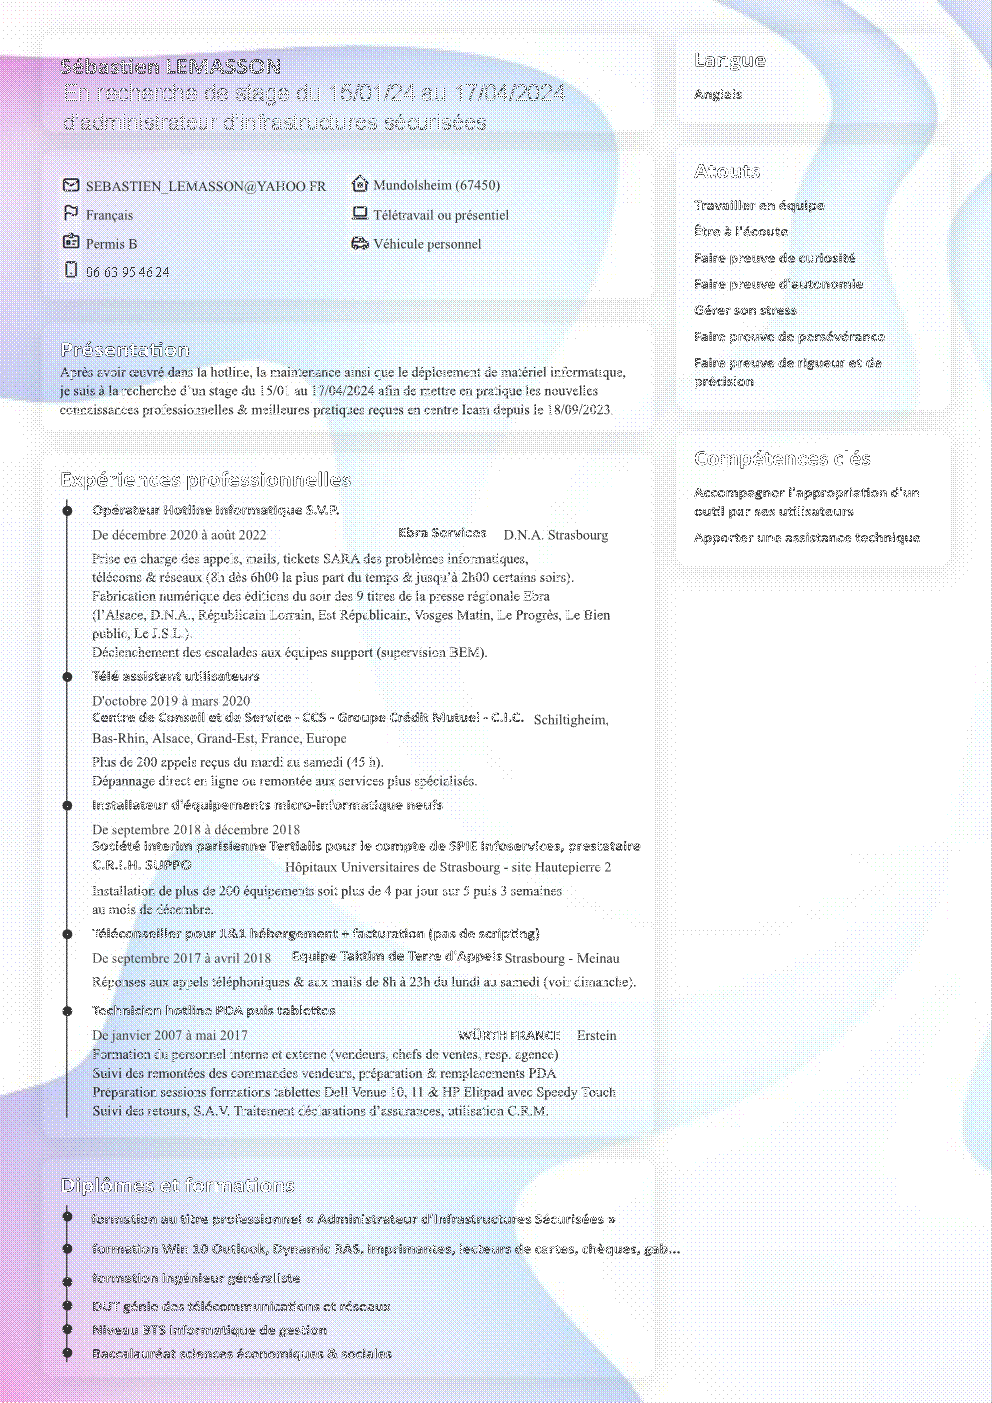 Sébastien LEMASSON
En recherche de stage du 15/01/24 au 17/04/2024
d'administrateur d'infrastructures sécurisées
SEBASTIEN_LEMASSON@YAHOO.FR
Mundolsheim (67450)
Français
Télétravail ou présentiel
Permis B
Véhicule personnel
06 63 95 46 24
Présentation
Après avoir œuvré dans la hotline, la maintenance ainsi que le déploiement de matériel informatique,
je suis à la recherche d'un stage du 15/01 au 17/04/2024 afin de mettre en pratique les nouvelles
connaissances professionnelles & meilleures pratiques reçues en centre Icam depuis le 18/09/2023.
Expériences professionnelles
Opérateur Hotline informatique S.V.P.
De décembre 2020 à août 2022 Ebra Services D.N.A. Strasbourg
Prise en charge des appels, mails, tickets SARA des problèmes informatiques,
télécoms & réseaux (8h dès 6h00 la plus part du temps & jusqu'à 2h00 certains soirs).
Fabrication numérique des éditions du soir des 9 titres de la presse régionale Ebra
(l'Alsace, D.N.A., Républicain Lorrain, Est Républicain, Vosges Matin, Le Progrès, Le Bien
public, Le J.S.L.).
Déclenchement des escalades aux équipes support (supervision BEM).
Télé assistant utilisateurs
D'octobre 2019 à mars 2020
Centre de Conseil et de Service - CCS - Groupe Crédit Mutuel - C.I.C. Schiltigheim,
Bas-Rhin, Alsace, Grand-Est, France, Europe
Plus de 200 appels reçus du mardi au samedi (45 h).
Dépannage direct en ligne ou remontée aux services plus spécialisés.
Installateur d'équipements micro-informatique neufs
De septembre 2018 à décembre 2018
Société interim parisienne Tertialis pour le compte de SPIE Infoservices, prestataire
C.R.I.H. SUPPO Hôpitaux Universitaires de Strasbourg - site Hautepierre 2
Installation de plus de 200 équipements soit plus de 4 par jour sur 5 puis 3 semaines
au mois de décembre.
Téléconseiller pour 1&1 hébergement + facturation (pas de scripting)
De septembre 2017 à avril 2018 Equipe Taktim de Terre d'Appels Strasbourg - Meinau
Réponses aux appels téléphoniques & aux mails de 8h à 23h du lundi au samedi (voir dimanche).
Technicien hotline PDA puis tablettes
De janvier 2007 à mai 2017 WÜRTH FRANCE Erstein
Formation du personnel interne et externe (vendeurs, chefs de ventes, resp. agence)
Suivi des remontées des commandes vendeurs, préparation & remplacements PDA
Préparation sessions formations tablettes Dell Venue 10, 11 & HP Elitpad avec Speedy Touch
Suivi des retours, S.A.V. Traitement déclarations d'assurances, utilisation C.R.M.
Diplômes et formations
formation au titre professionnel « Administrateur d'Infrastructures Sécurisées »
formation Win 10 Outlook, Dynamic RAS. Imprimantes, lecteurs de cartes, chèques, gab...
formation ingénieur généraliste
DUT génie des télécommunications et réseaux
Niveau BTS informatique de gestion
Baccalauréat sciences économiques & sociales
Langue
Anglais
Atouts
Travailler en équipe
Être à l'écoute
Faire preuve de curiosité
Faire preuve d'autonomie
Gérer son stress
Faire preuve de persévérance
Faire preuve de rigueur et de
précision
Compétences clés
Accompagner l'appropriation d'un
outil par ses utilisateurs
Apporter une assistance technique